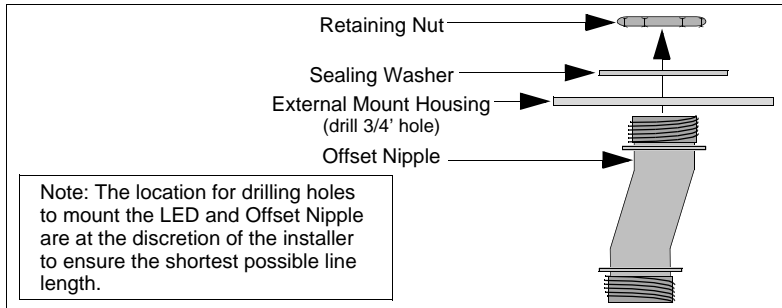 Retaining Nut
Sealing Washer
External Mount Housing
(drill 3/4' hole)
Offset Nipple
Note: The location for drilling holes
to mount the LED and Offset Nipple
are at the discretion of the installer
to ensure the shortest possible line
length.